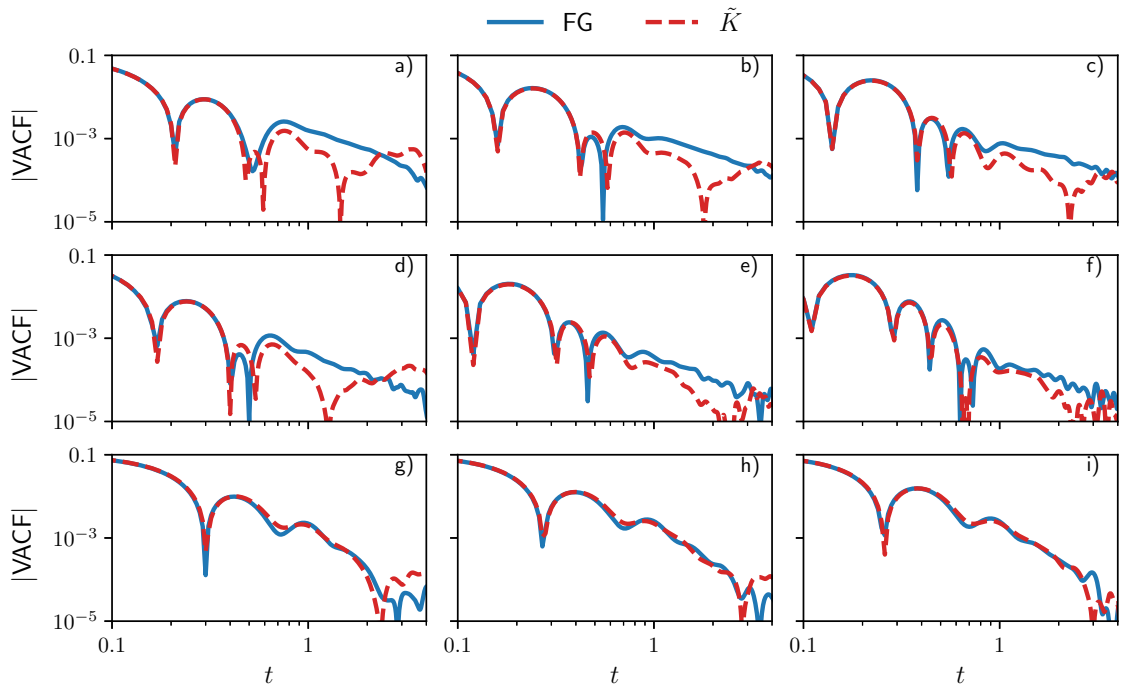 FG K̃
0.1 a) b) c)
10⁻³
10⁻⁵
|VACF|
0.1 d) e) f)
10⁻³
10⁻⁵
|VACF|
0.1 g) h) i)
10⁻³
10⁻⁵
|VACF|
0.1 1 0.1 1 0.1 1
t t t